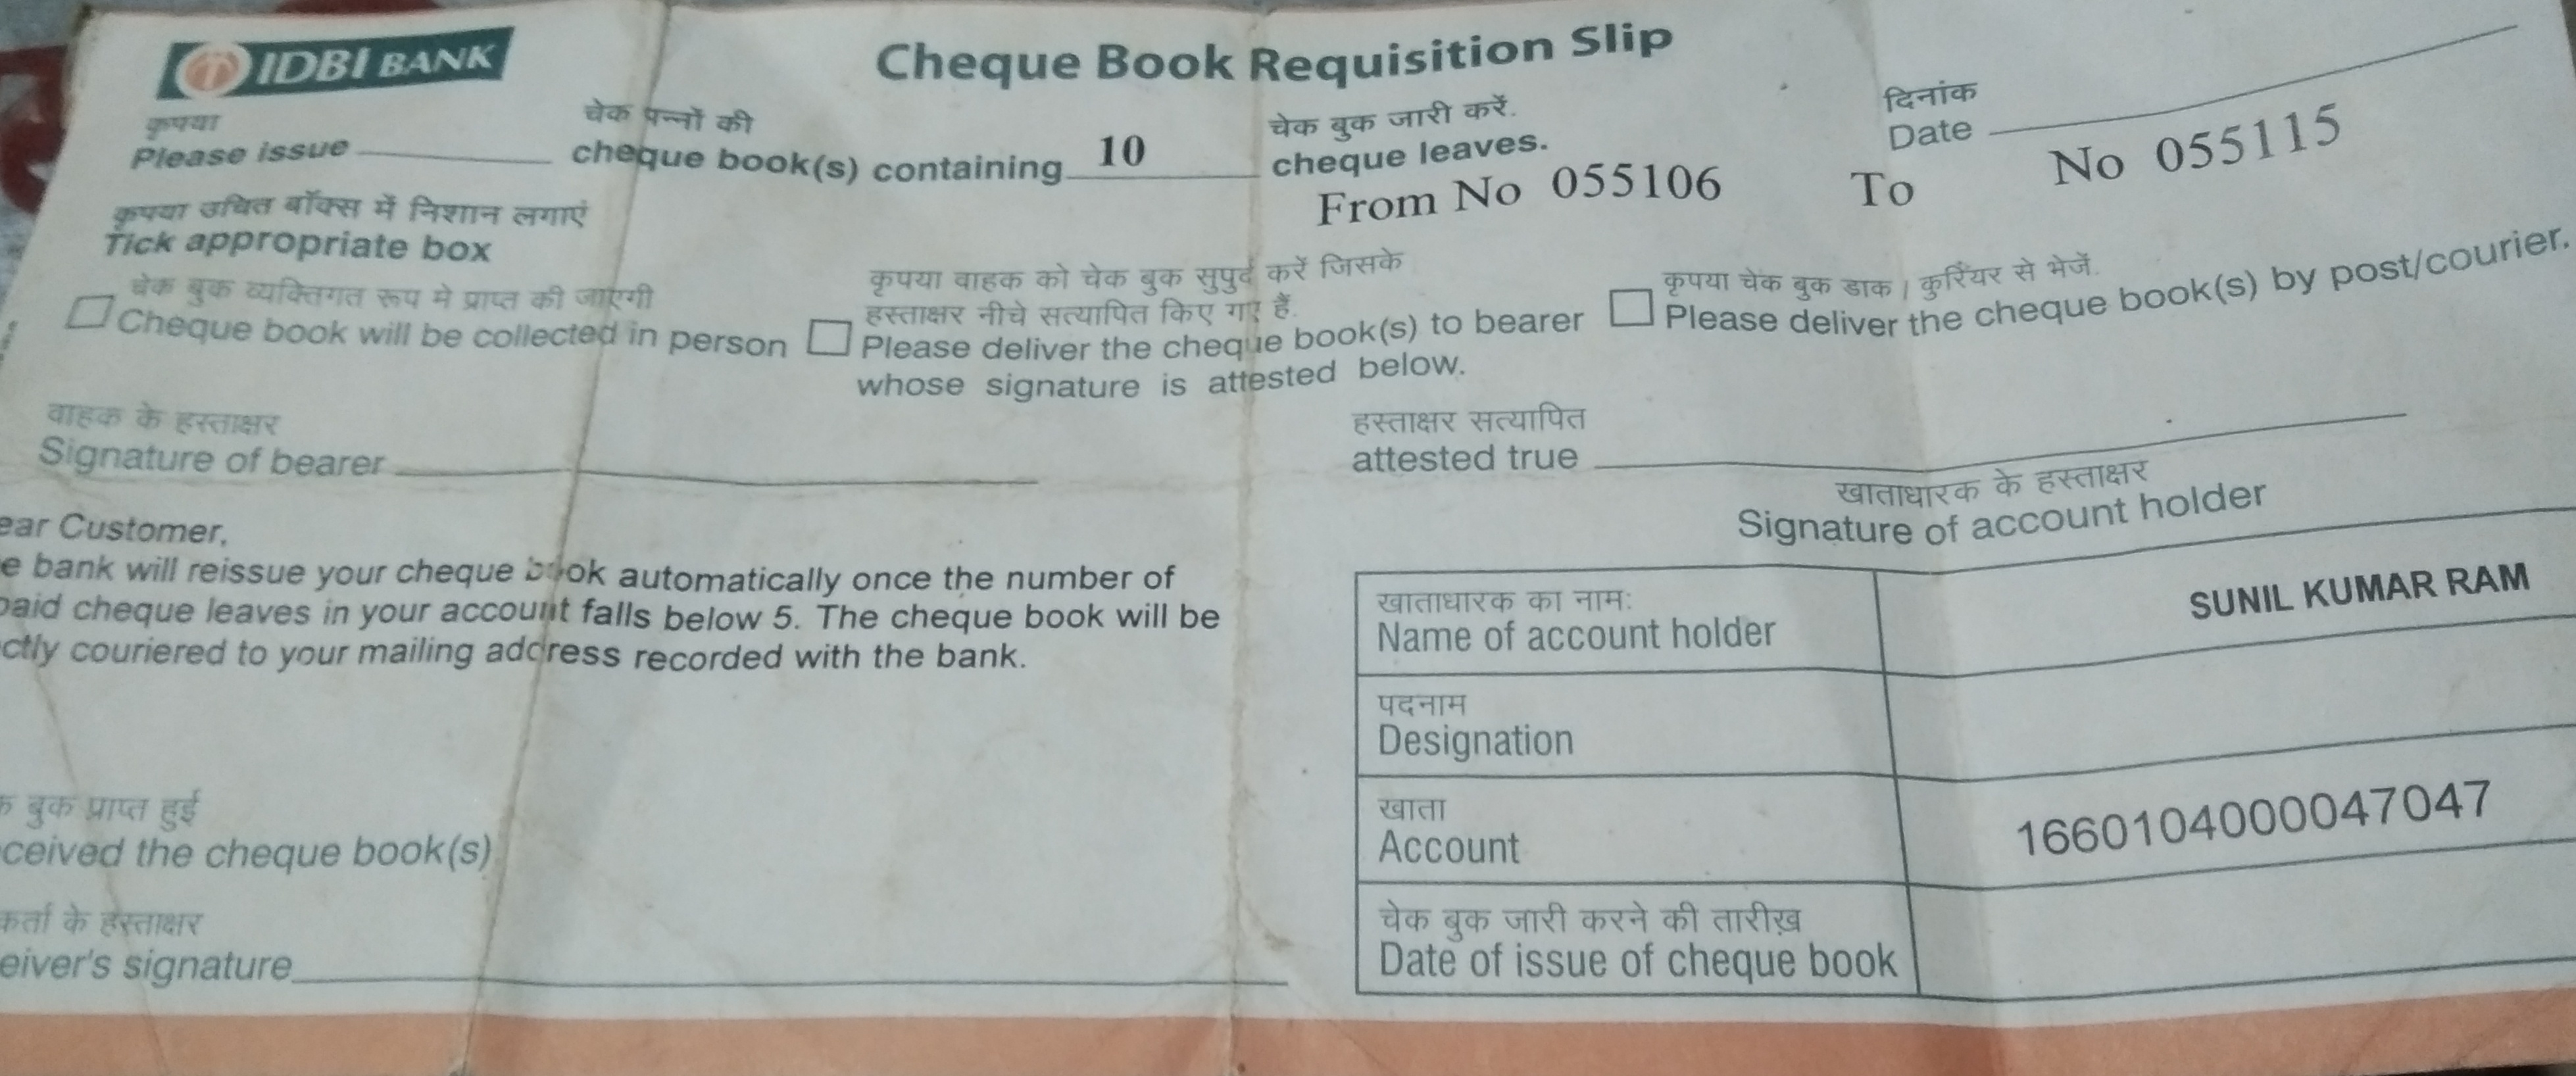 IDBI BANK
Cheque Book Requisition Slip
कृपया चेक पन्नों की चेक बुक जारी करें.
Please issue cheque book(s) containing 10 cheque leaves.
दिनांक
Date
From No 055106 To No 055115
कृपया उचित बॉक्स में निशान लगाएं
Tick appropriate box
चेक बुक व्यक्तिगत रूप मे प्राप्त की जाएगी
Cheque book will be collected in person
कृपया वाहक को चेक बुक सुपुर्द करें जिसके
हस्ताक्षर नीचे सत्यापित किए गए हैं.
Please deliver the cheque book(s) to bearer
whose signature is attested below.
कृपया चेक बुक डाक / कुरियर से भेजें.
Please deliver the cheque book(s) by post/courier.
वाहक के हस्ताक्षर
Signature of bearer
हस्ताक्षर सत्यापित
attested true
खाताधारक के हस्ताक्षर
Signature of account holder
ear Customer,
e bank will reissue your cheque book automatically once the number of
paid cheque leaves in your account falls below 5. The cheque book will be
ctly couriered to your mailing address recorded with the bank.
खाताधारक का नाम:
Name of account holder SUNIL KUMAR RAM
पदनाम
Designation
खाता
Account 1660104000047047
चेक बुक जारी करने की तारीख़
Date of issue of cheque book
क बुक प्राप्त हुई
ceived the cheque book(s)
कर्ता के हस्ताक्षर
eiver's signature